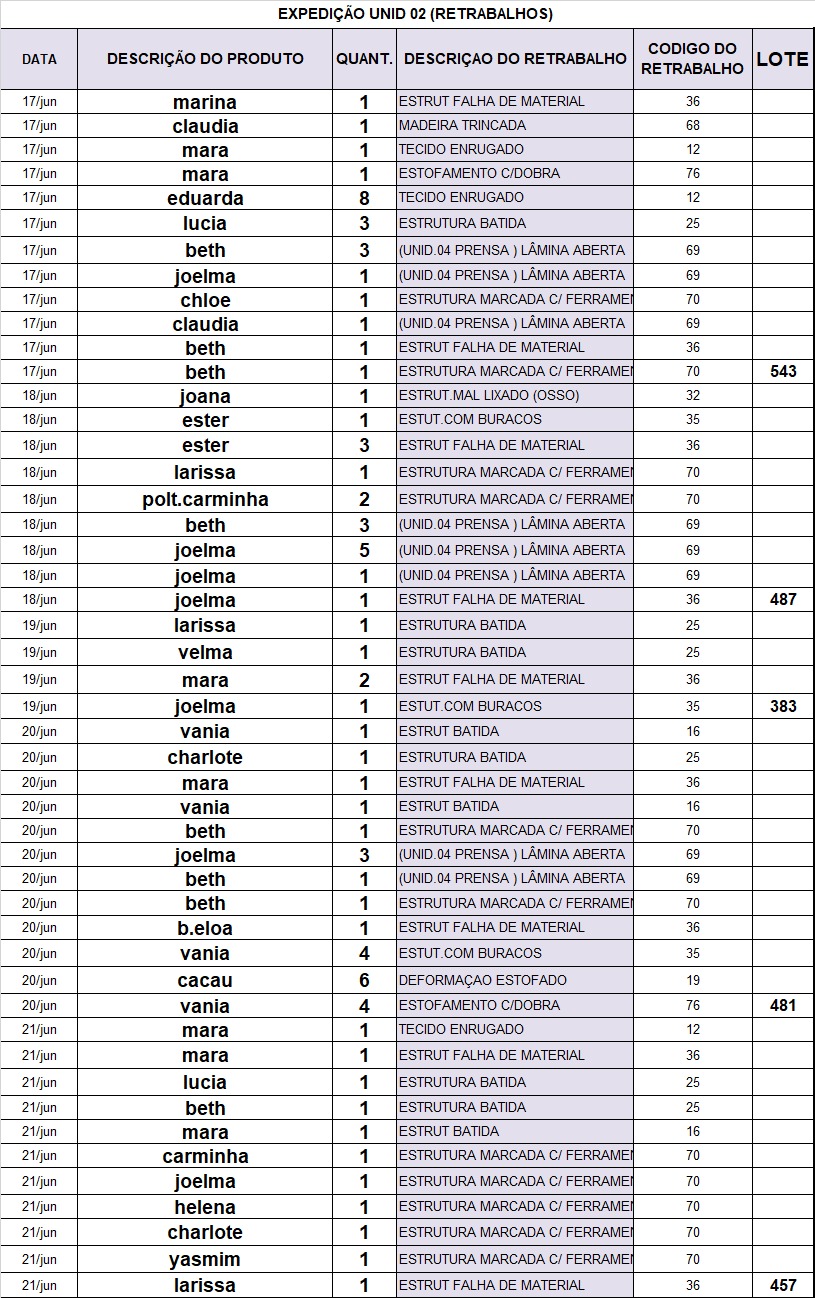 EXPEDIÇÃO UNID 02 (RETRABALHOS)
DATA DESCRIÇÃO DO PRODUTO QUANT. DESCRIÇAO DO RETRABALHO CODIGO DO RETRABALHO LOTE
17/jun marina 1 ESTRUT FALHA DE MATERIAL 36
17/jun claudia 1 MADEIRA TRINCADA 68
17/jun mara 1 TECIDO ENRUGADO 12
17/jun mara 1 ESTOFAMENTO C/DOBRA 76
17/jun eduarda 8 TECIDO ENRUGADO 12
17/jun lucia 3 ESTRUTURA BATIDA 25
17/jun beth 3 (UNID.04 PRENSA ) LÂMINA ABERTA 69
17/jun joelma 1 (UNID.04 PRENSA ) LÂMINA ABERTA 69
17/jun chloe 1 ESTRUTURA MARCADA C/ FERRAMEN 70
17/jun claudia 1 (UNID.04 PRENSA ) LÂMINA ABERTA 69
17/jun beth 1 ESTRUT FALHA DE MATERIAL 36
17/jun beth 1 ESTRUTURA MARCADA C/ FERRAMEN 70 543
18/jun joana 1 ESTRUT.MAL LIXADO (OSSO) 32
18/jun ester 1 ESTUT.COM BURACOS 35
18/jun ester 3 ESTRUT FALHA DE MATERIAL 36
18/jun larissa 1 ESTRUTURA MARCADA C/ FERRAMEN 70
18/jun polt.carminha 2 ESTRUTURA MARCADA C/ FERRAMEN 70
18/jun beth 3 (UNID.04 PRENSA ) LÂMINA ABERTA 69
18/jun joelma 5 (UNID.04 PRENSA ) LÂMINA ABERTA 69
18/jun joelma 1 (UNID.04 PRENSA ) LÂMINA ABERTA 69
18/jun joelma 1 ESTRUT FALHA DE MATERIAL 36 487
19/jun larissa 1 ESTRUTURA BATIDA 25
19/jun velma 1 ESTRUTURA BATIDA 25
19/jun mara 2 ESTRUT FALHA DE MATERIAL 36
19/jun joelma 1 ESTUT.COM BURACOS 35 383
20/jun vania 1 ESTRUT BATIDA 16
20/jun charlote 1 ESTRUTURA BATIDA 25
20/jun mara 1 ESTRUT FALHA DE MATERIAL 36
20/jun vania 1 ESTRUT BATIDA 16
20/jun beth 1 ESTRUTURA MARCADA C/ FERRAMEN 70
20/jun joelma 3 (UNID.04 PRENSA ) LÂMINA ABERTA 69
20/jun beth 1 (UNID.04 PRENSA ) LÂMINA ABERTA 69
20/jun beth 1 ESTRUTURA MARCADA C/ FERRAMEN 70
20/jun b.eloa 1 ESTRUT FALHA DE MATERIAL 36
20/jun vania 4 ESTUT.COM BURACOS 35
20/jun cacau 6 DEFORMAÇAO ESTOFADO 19
20/jun vania 4 ESTOFAMENTO C/DOBRA 76 481
21/jun mara 1 TECIDO ENRUGADO 12
21/jun mara 1 ESTRUT FALHA DE MATERIAL 36
21/jun lucia 1 ESTRUTURA BATIDA 25
21/jun beth 1 ESTRUTURA BATIDA 25
21/jun mara 1 ESTRUT BATIDA 16
21/jun carminha 1 ESTRUTURA MARCADA C/ FERRAMEN 70
21/jun joelma 1 ESTRUTURA MARCADA C/ FERRAMEN 70
21/jun helena 1 ESTRUTURA MARCADA C/ FERRAMEN 70
21/jun charlote 1 ESTRUTURA MARCADA C/ FERRAMEN 70
21/jun yasmim 1 ESTRUTURA MARCADA C/ FERRAMEN 70
21/jun larissa 1 ESTRUT FALHA DE MATERIAL 36 457